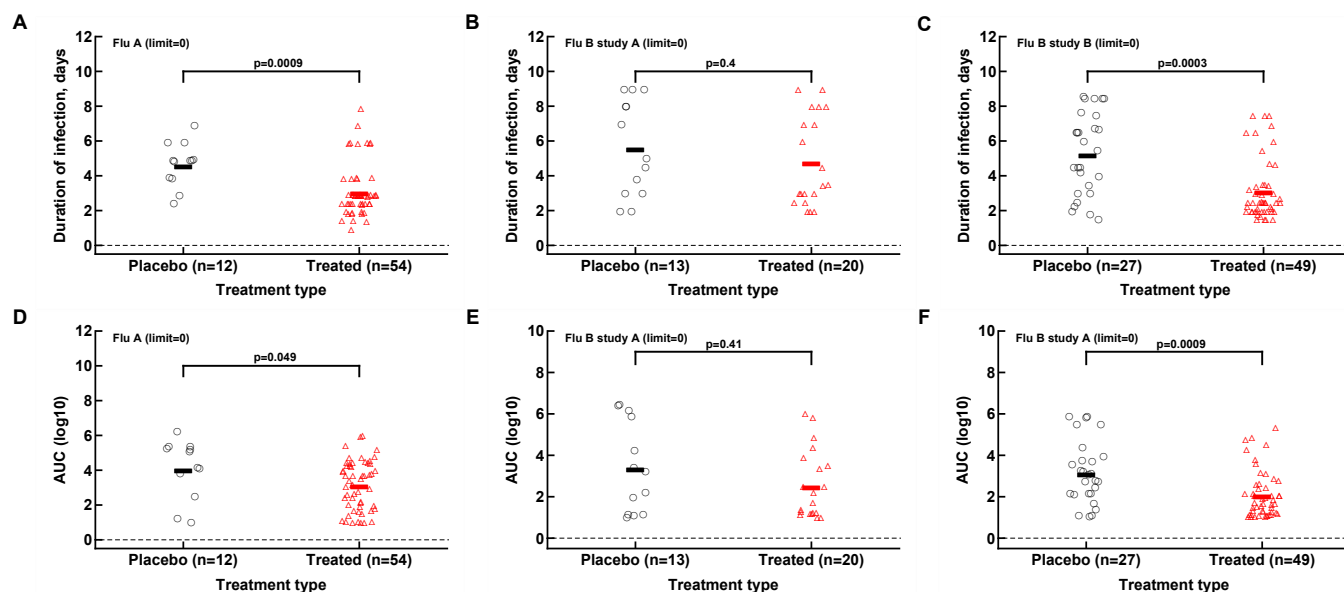 A
Flu A (limit=0)
p=0.0009
Duration of infection, days
12
10
8
6
4
2
0
Placebo (n=12)
Treated (n=54)
Treatment type
B
Flu B study A (limit=0)
p=0.4
Duration of infection, days
12
10
8
6
4
2
0
Placebo (n=13)
Treated (n=20)
Treatment type
C
Flu B study B (limit=0)
p=0.0003
Duration of infection, days
12
10
8
6
4
2
0
Placebo (n=27)
Treated (n=49)
Treatment type
D
Flu A (limit=0)
p=0.049
AUC (log10)
12
10
8
6
4
2
0
Placebo (n=12)
Treated (n=54)
Treatment type
E
Flu B study A (limit=0)
p=0.41
AUC (log10)
10
8
6
4
2
0
Placebo (n=13)
Treated (n=20)
Treatment type
F
Flu B study A (limit=0)
p=0.0009
AUC (log10)
10
8
6
4
2
0
Placebo (n=27)
Treated (n=49)
Treatment type